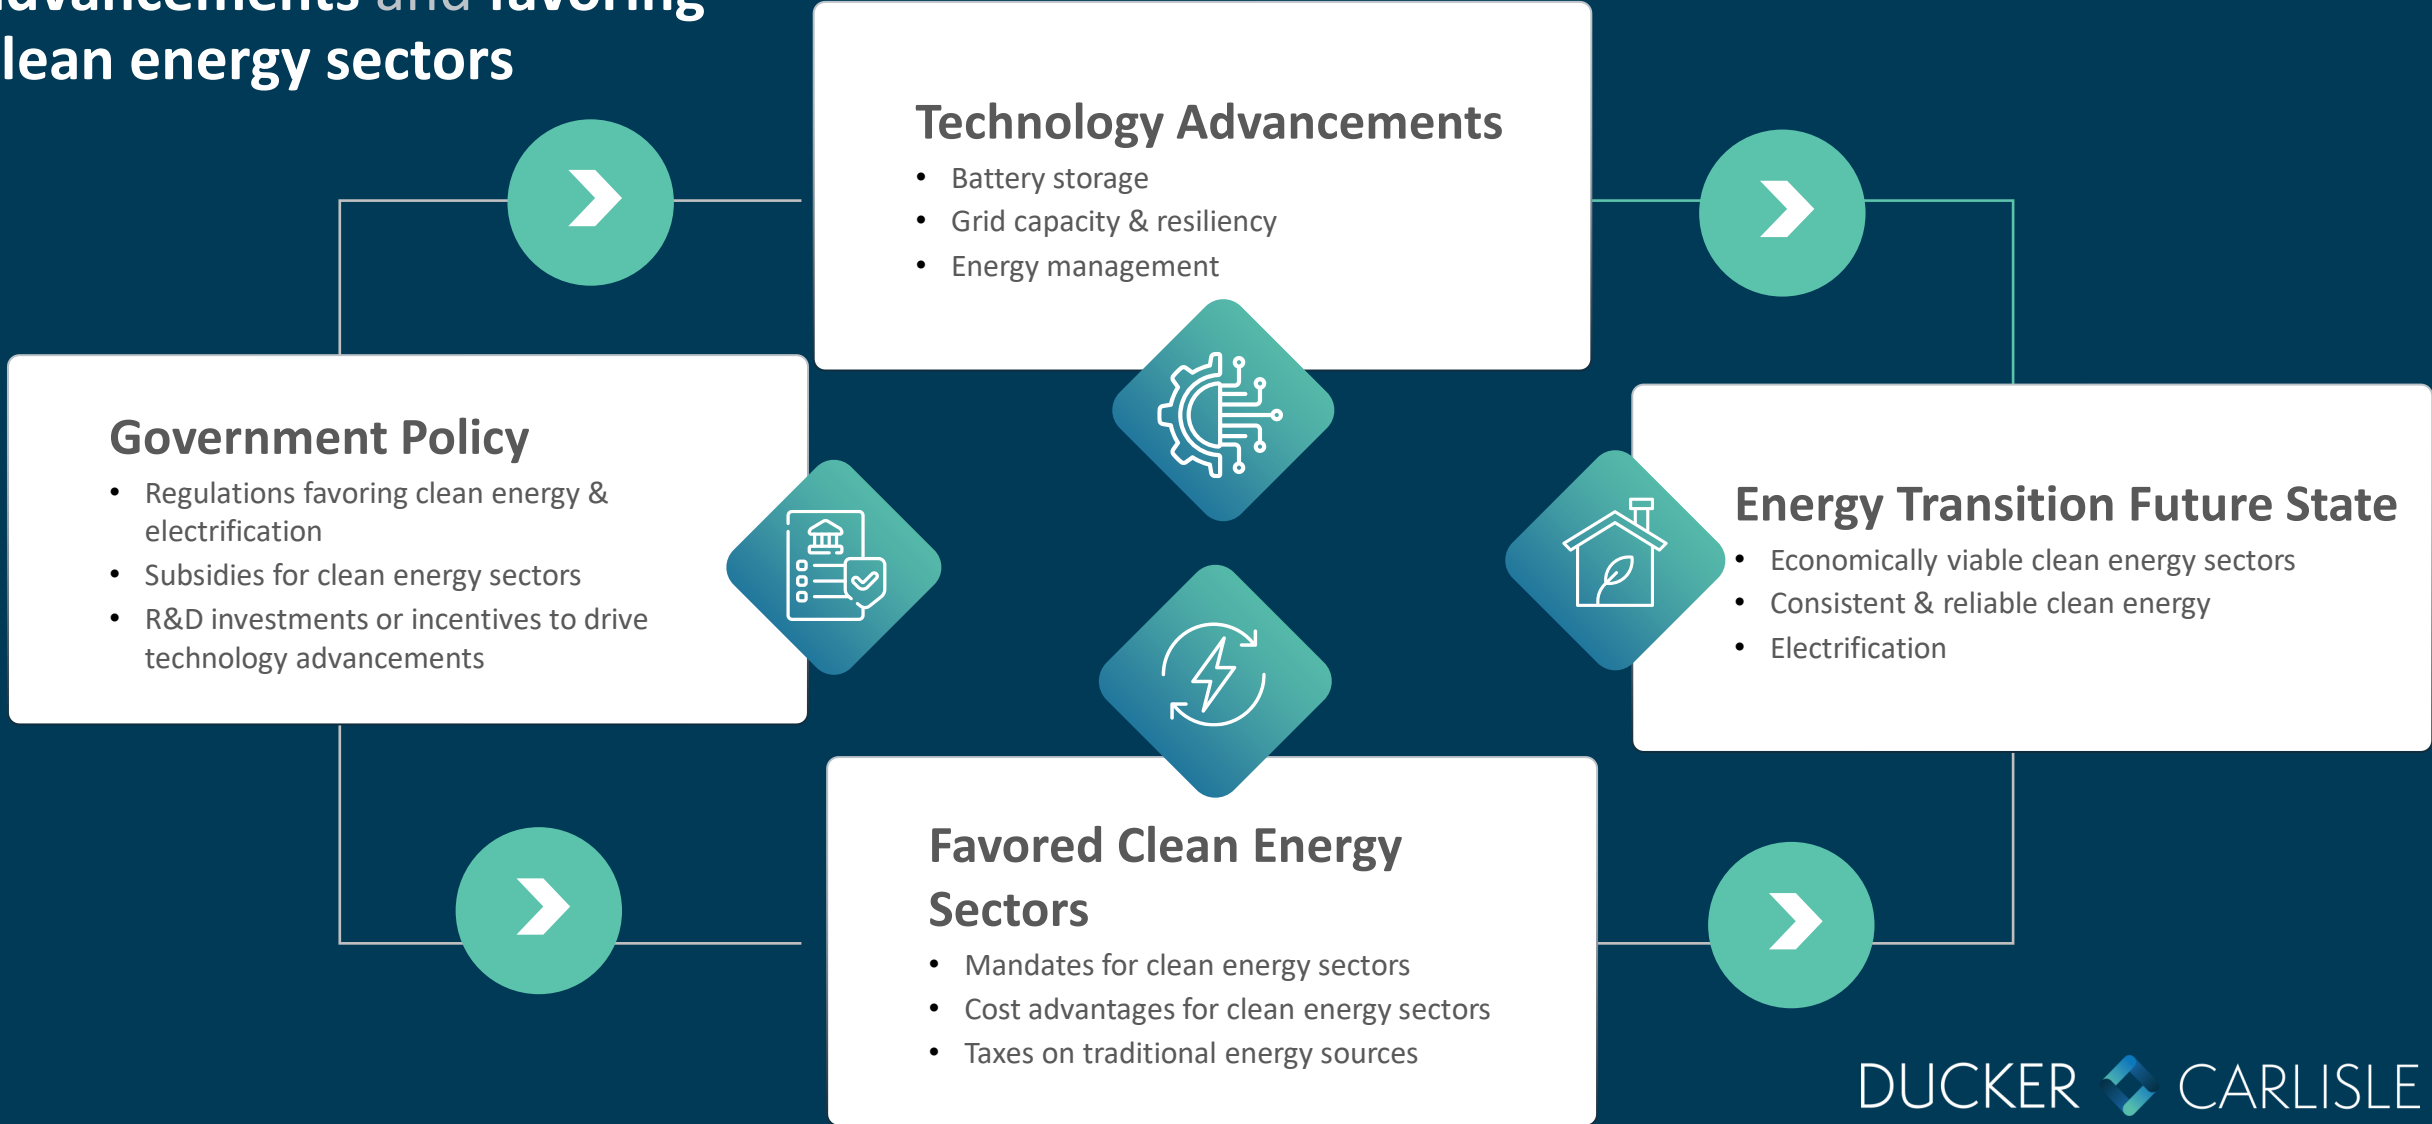 and favoring
clean energy sectors
Technology Advancements
• Battery storage
• Grid capacity & resiliency
• Energy management
Government Policy
• Regulations favoring clean energy &
electrification
• Subsidies for clean energy sectors
• R&D investments or incentives to drive
technology advancements
Energy Transition Future State
• Economically viable clean energy sectors
• Consistent & reliable clean energy
• Electrification
Favored Clean Energy
Sectors
• Mandates for clean energy sectors
• Cost advantages for clean energy sectors
• Taxes on traditional energy sources
DUCKER CARLISLE